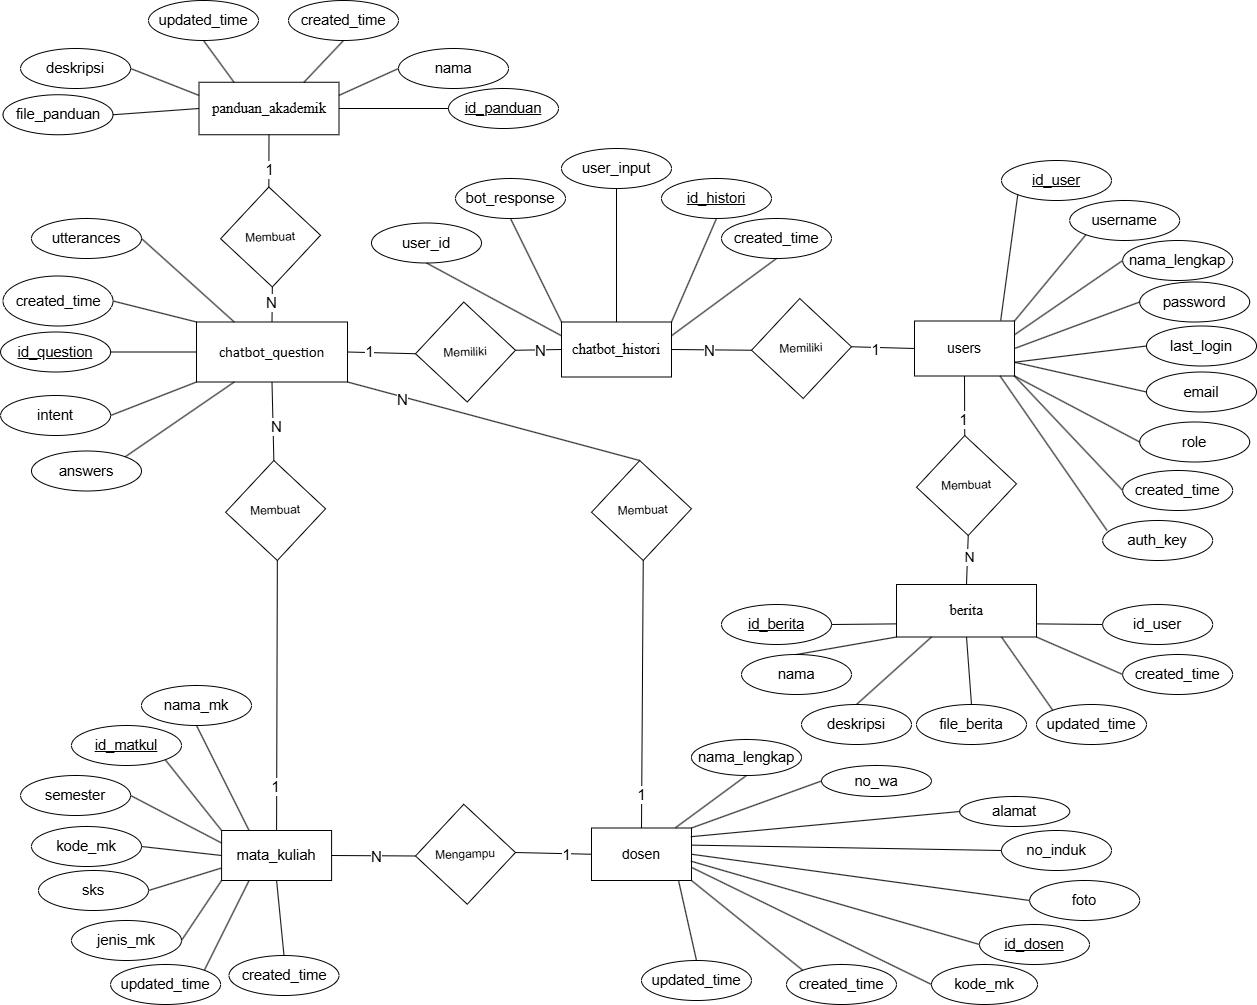 updated_time
created_time
deskripsi
nama
file_panduan
panduan_akademik
id_panduan
1
Membuat
N
utterances
created_time
id_question
chatbot_question
intent
answers
user_input
bot_response
id_histori
user_id
created_time
1
Memiliki
N
chatbot_histori
N
Memiliki
1
id_user
username
nama_lengkap
password
users
last_login
email
role
created_time
auth_key
1
Membuat
N
berita
id_berita
id_user
nama
created_time
deskripsi
file_berita
updated_time
N
N
Membuat
Membuat
1
1
nama_mk
id_matkul
semester
kode_mk
mata_kuliah
sks
jenis_mk
updated_time
created_time
N
Mengampu
1
nama_lengkap
no_wa
alamat
dosen
no_induk
foto
id_dosen
updated_time
created_time
kode_mk